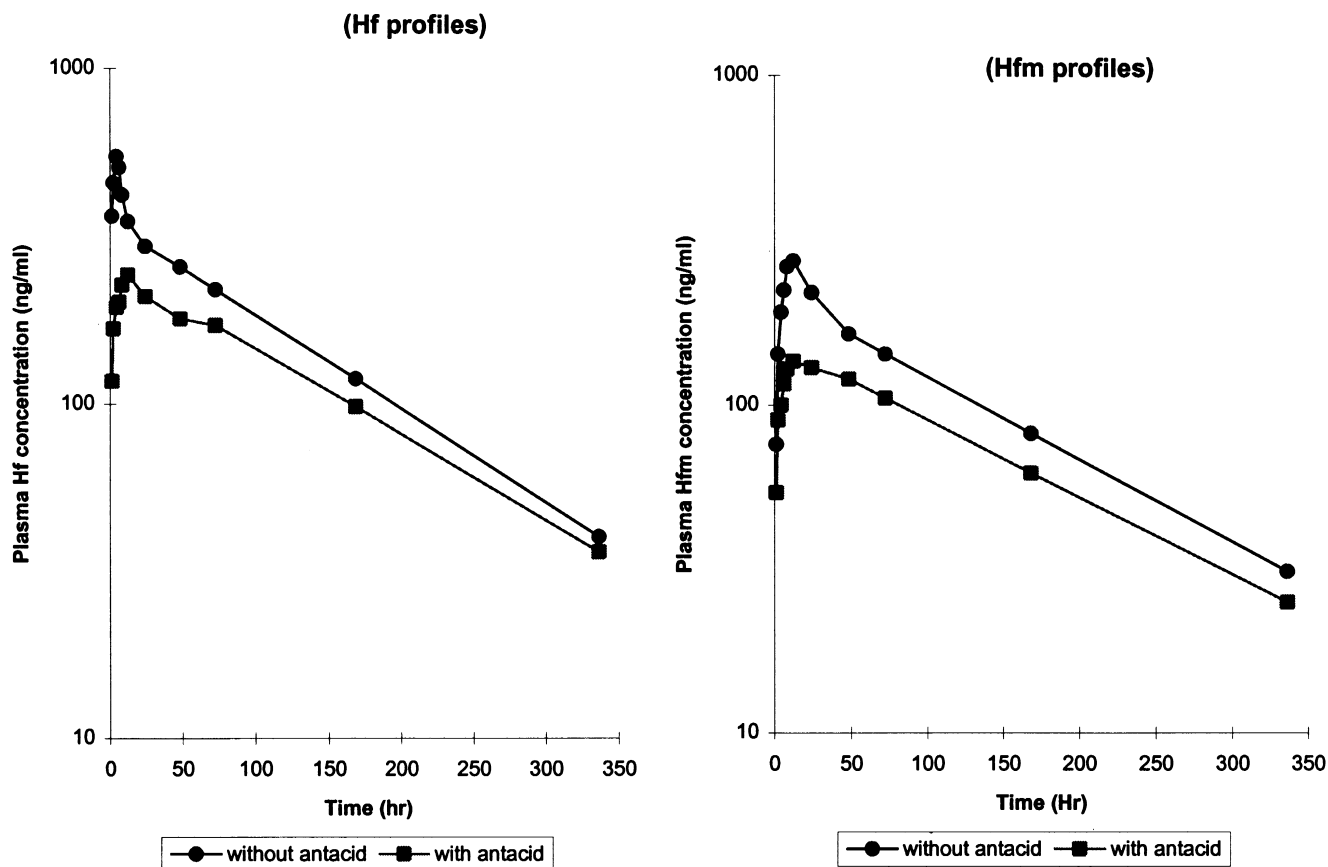 (Hf profiles)
1000
100
10
Plasma Hf concentration (ng/ml)
0 50 100 150 200 250 300 350
Time (hr)
without antacid with antacid
(Hfm profiles)
1000
100
10
Plasma Hfm concentration (ng/ml)
0 50 100 150 200 250 300 350
Time (Hr)
without antacid with antacid